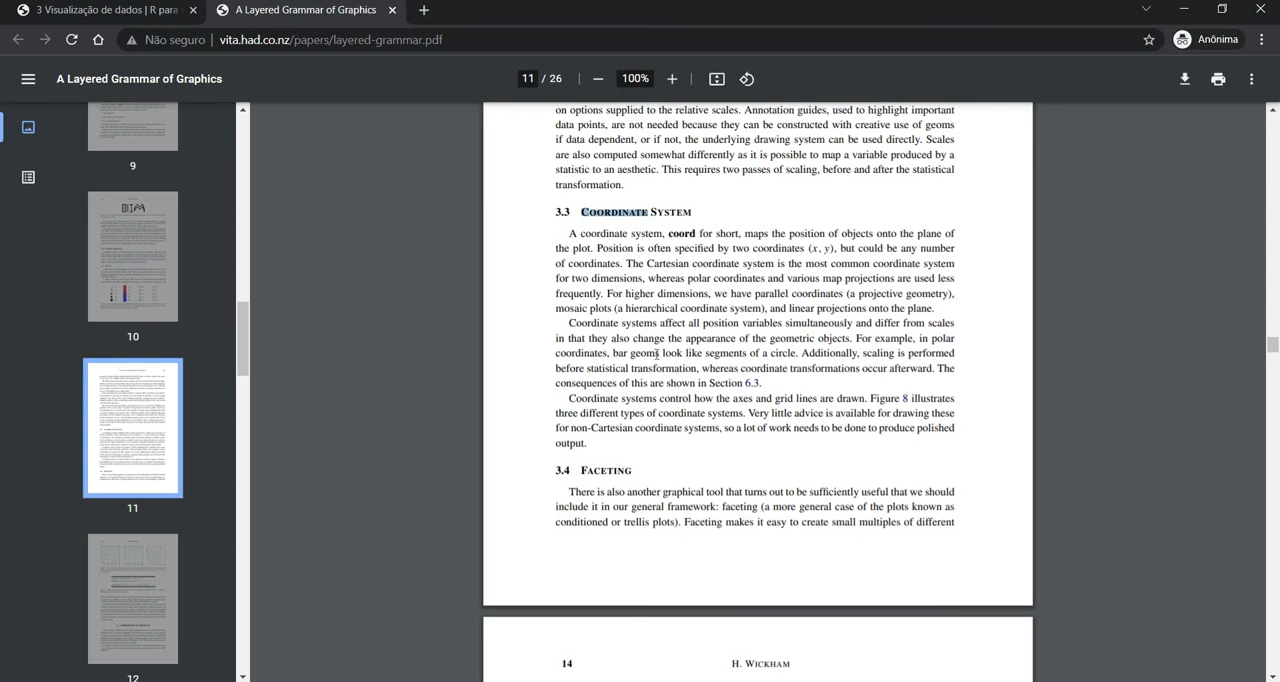 3 Visualização de dados | R para
A Layered Grammar of Graphics
Não seguro | vita.had.co.nz/papers/layered-grammar.pdf
Anônima
A Layered Grammar of Graphics
11 / 26
100%
9
10
11
12
on options supplied to the relative scales. Annotation guides, used to highlight important
data points, are not needed because they can be constructed with creative use of geoms
if data dependent, or if not, the underlying drawing system can be used directly. Scales
are also computed somewhat differently as it is possible to map a variable produced by a
statistic to an aesthetic. This requires two passes of scaling, before and after the statistical
transformation.
3.3 COORDINATE SYSTEM
A coordinate system, coord for short, maps the position of objects onto the plane of
the plot. Position is often specified by two coordinates (x, y), but could be any number
of coordinates. The Cartesian coordinate system is the most common coordinate system
for two dimensions, whereas polar coordinates and various map projections are used less
frequently. For higher dimensions, we have parallel coordinates (a projective geometry),
mosaic plots (a hierarchical coordinate system), and linear projections onto the plane.
Coordinate systems affect all position variables simultaneously and differ from scales
in that they also change the appearance of the geometric objects. For example, in polar
coordinates, bar geoms look like segments of a circle. Additionally, scaling is performed
before statistical transformation, whereas coordinate transformations occur afterward. The
consequences of this are shown in Section 6.3.
Coordinate systems control how the axes and grid lines are drawn. Figure 8 illustrates
three different types of coordinate systems. Very little advice is available for drawing these
for non-Cartesian coordinate systems, so a lot of work needs to be done to produce polished
output.
3.4 FACETING
There is also another graphical tool that turns out to be sufficiently useful that we should
include it in our general framework: faceting (a more general case of the plots known as
conditioned or trellis plots). Faceting makes it easy to create small multiples of different
14 H. WICKHAM